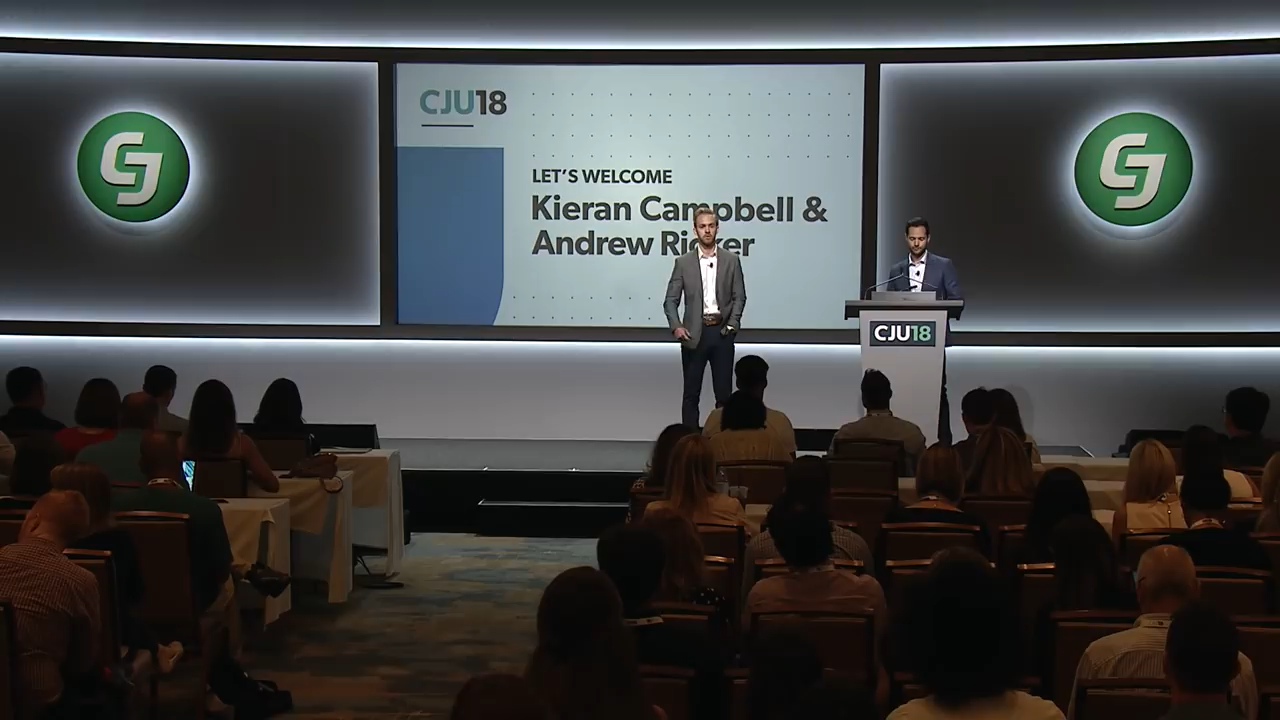 CJU18
LET'S WELCOME
Kieran Campbell &
Andrew Ricker
CJU18
CJ
CJ